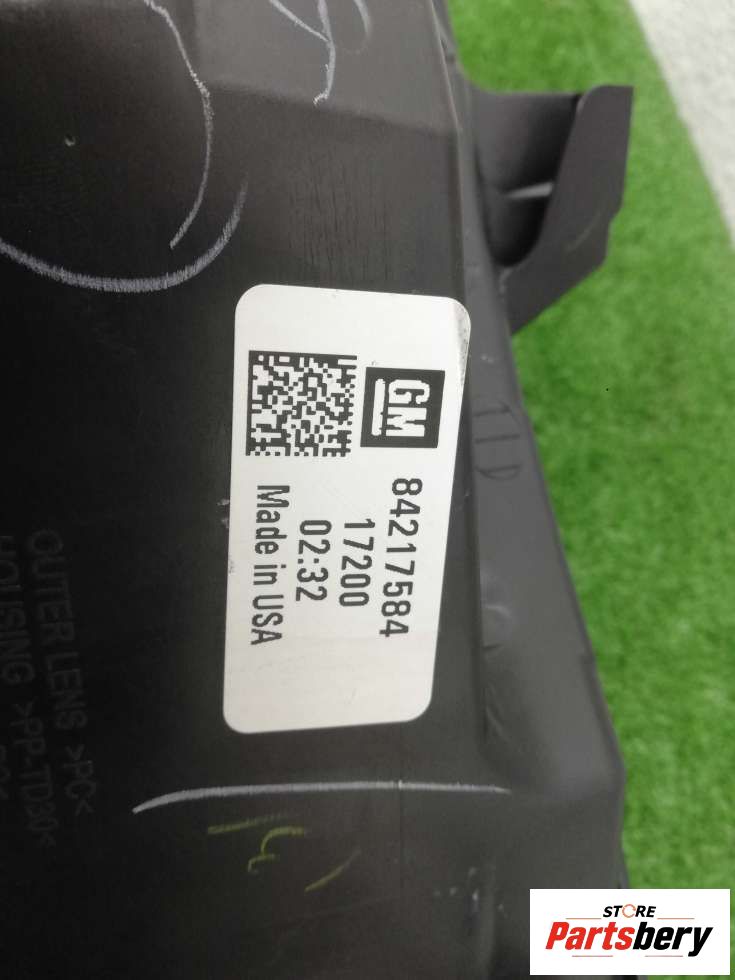 GM
84217584
17200
02:32
Made in USA
OUTER LENS >PC<
HOUSING >PP-TD30<
STORE
Partsbery